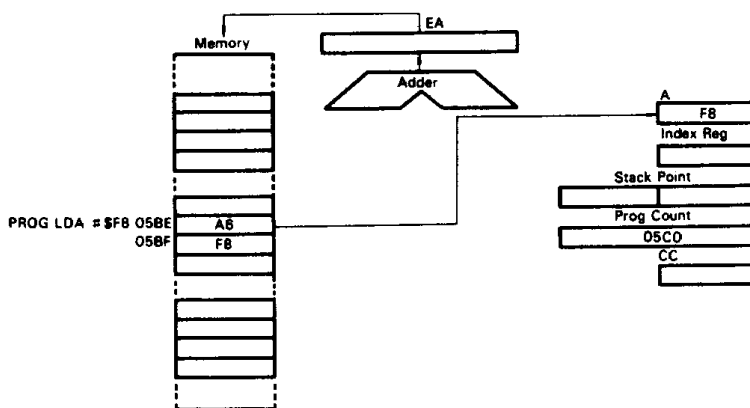 EA
Memory
Adder
A
F8
Index Reg
Stack Point
Prog Count
PROG LDA # $F8 05BE
A6
05BF
F8
05C0
CC